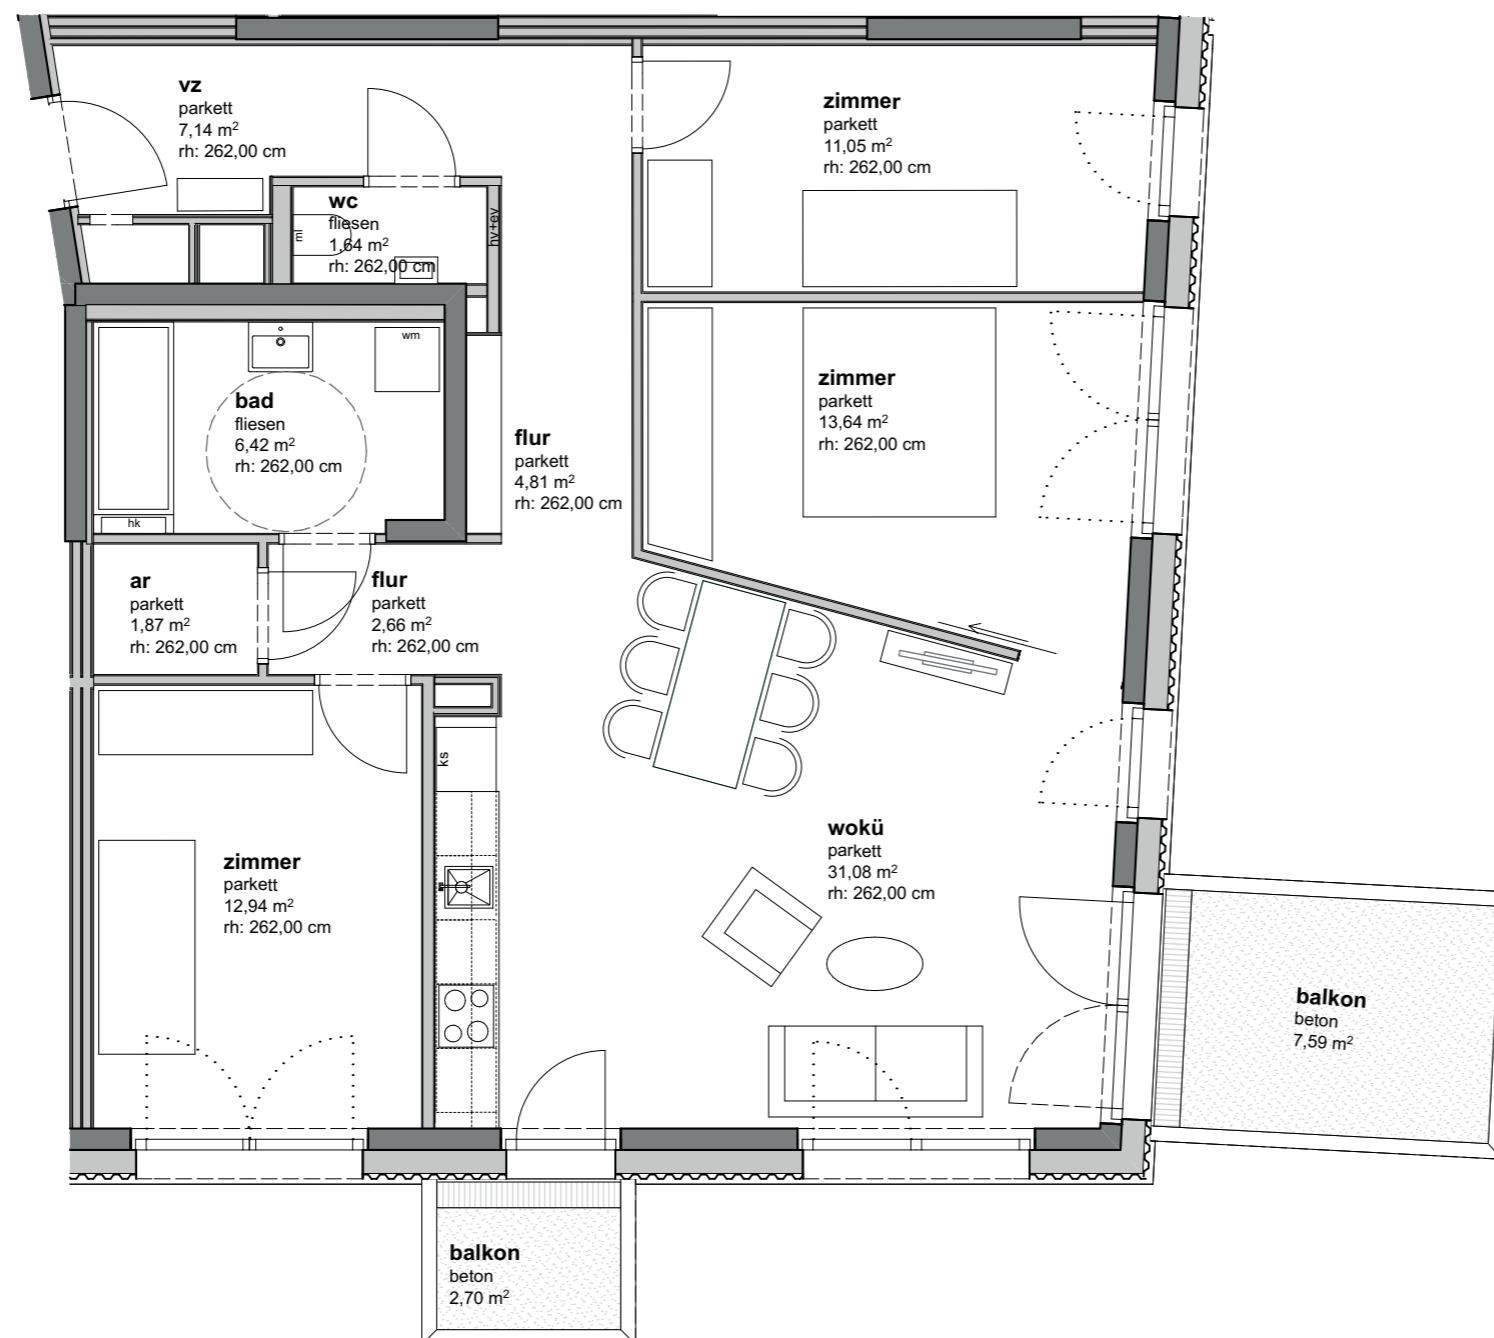 vz
parkett
7,14 m²
rh: 262,00 cm
zimmer
parkett
11,05 m²
rh: 262,00 cm
wc
fliesen
1,64 m²
rh: 262,00 cm
hv+ev
wm
bad
fliesen
6,42 m²
rh: 262,00 cm
hk
zimmer
parkett
13,64 m²
rh: 262,00 cm
flur
parkett
4,81 m²
rh: 262,00 cm
ar
parkett
1,87 m²
rh: 262,00 cm
flur
parkett
2,66 m²
rh: 262,00 cm
ks
zimmer
parkett
12,94 m²
rh: 262,00 cm
wokü
parkett
31,08 m²
rh: 262,00 cm
balkon
beton
7,59 m²
balkon
beton
2,70 m²